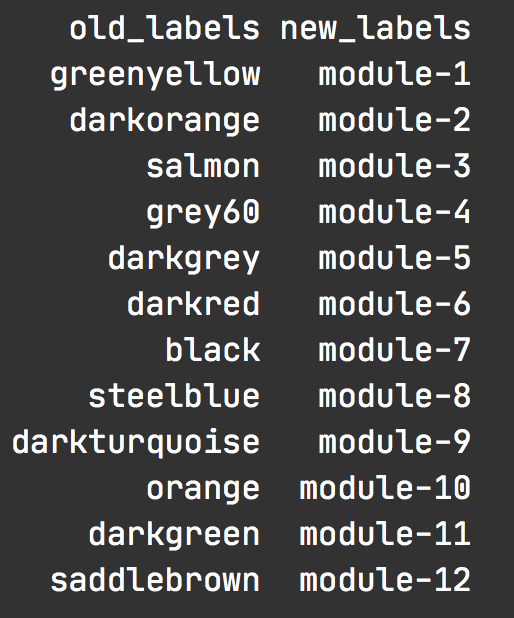 old_labels new_labels
greenyellow module-1
darkorange module-2
salmon module-3
grey60 module-4
darkgrey module-5
darkred module-6
black module-7
steelblue module-8
darkturquoise module-9
orange module-10
darkgreen module-11
saddlebrown module-12